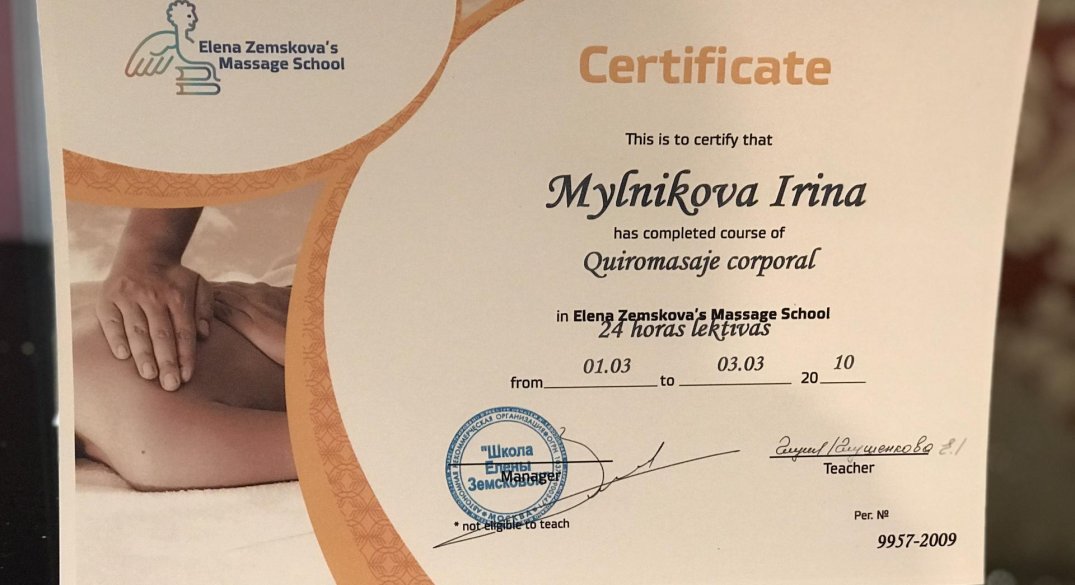 Elena Zemskova's
Massage School
Certificate
This is to certify that
Mylnikova Irina
has completed course of
Quiromasaje corporal
in Elena Zemskova's Massage School
24 horas lektivas
from 01.03 to 03.03 20 10
"Школа
Елены
Земсковой
МОСКВА
Manager
Глушенкова Е.
Teacher
* not eligible to teach
Рег. №
9957-2009